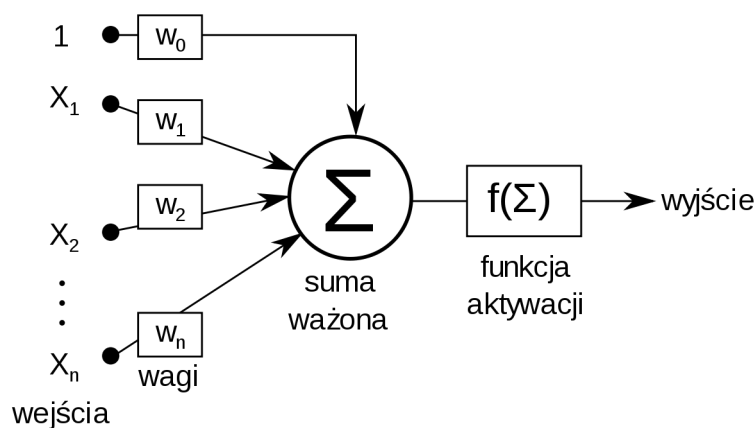 1 w₀
X₁ w₁
X₂ w₂
⋮
Xₙ wₙ
wejścia
wagi
Σ
suma
ważona
f(Σ)
funkcja
aktywacji
wyjście